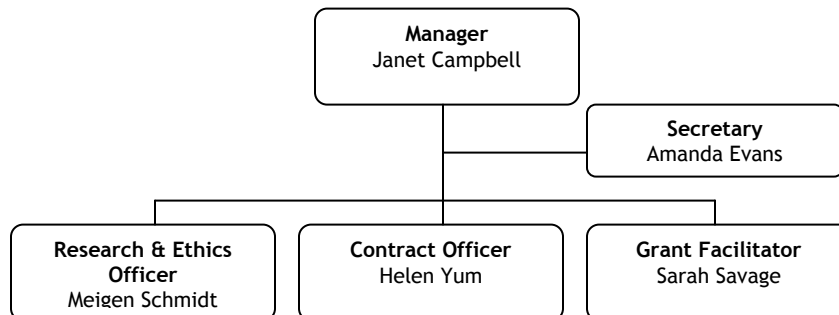 Manager
Janet Campbell
Secretary
Amanda Evans
Research & Ethics
Officer
Meigen Schmidt
Contract Officer
Helen Yum
Grant Facilitator
Sarah Savage